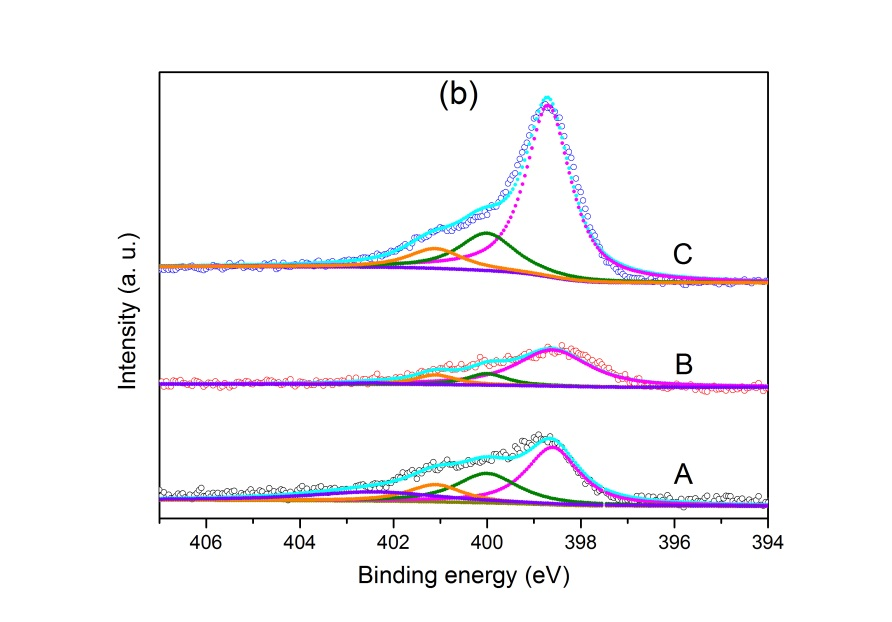 (b)
C
B
A
Intensity (a. u.)
406 404 402 400 398 396 394
Binding energy (eV)